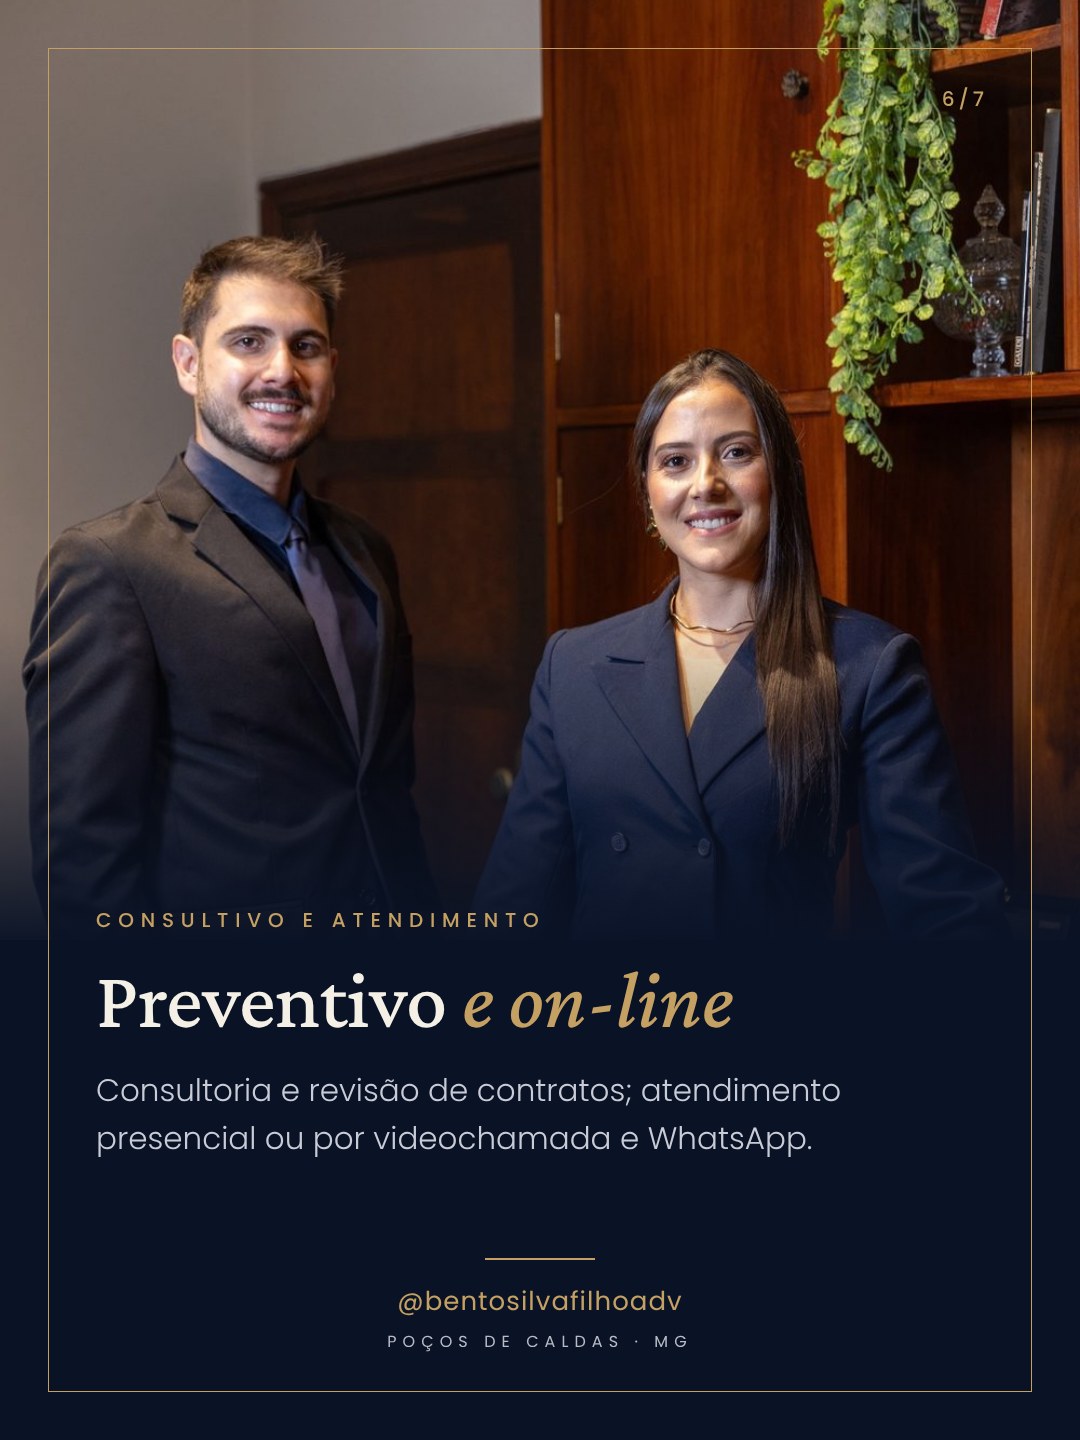 6/7
CONSULTIVO E ATENDIMENTO
Preventivo e on-line
Consultoria e revisão de contratos; atendimento
presencial ou por videochamada e WhatsApp.
@bentosilvafilhoadv
POÇOS DE CALDAS · MG